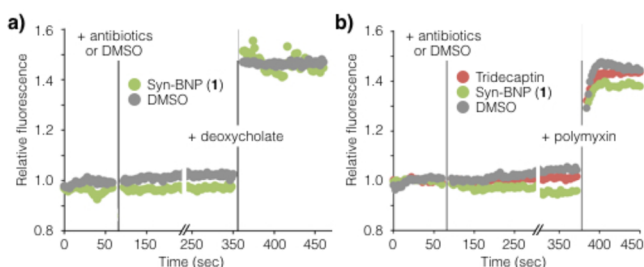 a)
1.6
1.4
1.2
1.0
0.8
Relative fluorescence
+ antibiotics
or DMSO
Syn-BNP (1)
DMSO
+ deoxycholate
0 50 150 250 350 450
Time (sec)
b)
1.6
1.4
1.2
1.0
0.8
Relative fluorescence
+ antibiotics
or DMSO
Tridecaptin
Syn-BNP (1)
DMSO
+ polymyxin
0 50 150 300 350 400 450
Time (sec)